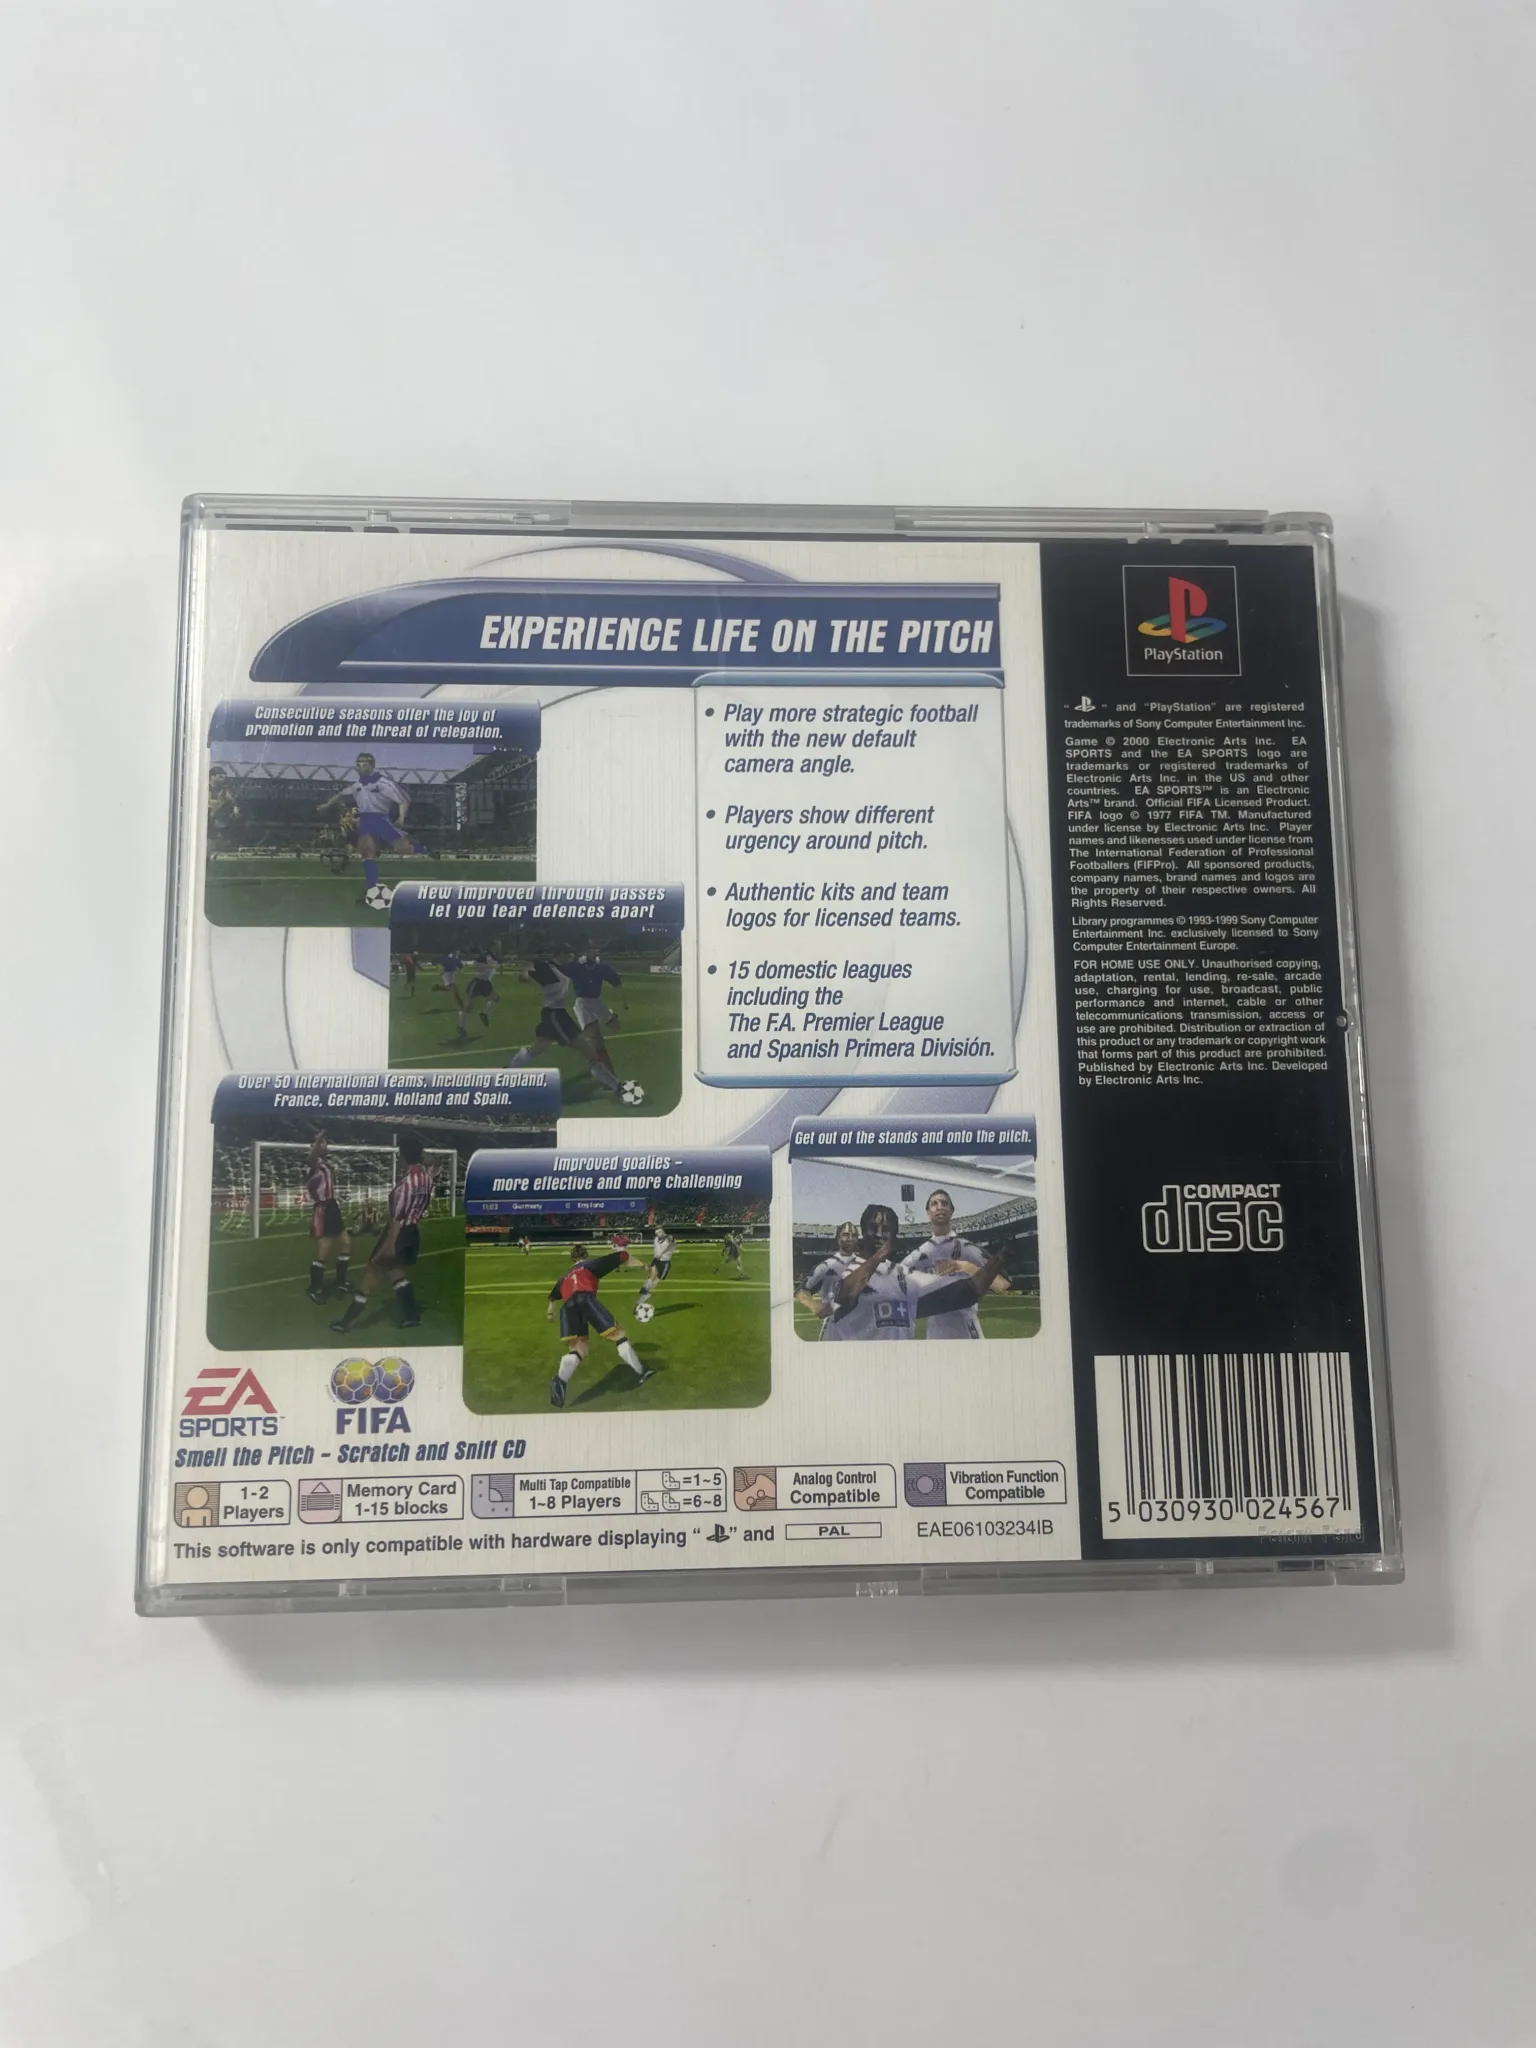 EXPERIENCE LIFE ON THE PITCH
Consecutive seasons offer the joy of
promotion and the threat of relegation.
New improved through passes
let you tear defences apart
Over 50 International Teams, including England,
France, Germany, Holland and Spain.
Improved goalies –
more effective and more challenging
11:03 Germany 0 England 0
Get out of the stands and onto the pitch.
• Play more strategic football
with the new default
camera angle.
• Players show different
urgency around pitch.
• Authentic kits and team
logos for licensed teams.
• 15 domestic leagues
including the
The F.A. Premier League
and Spanish Primera División.
D+
EA
SPORTS™
FIFA
Smell the Pitch – Scratch and Sniff CD
1-2
Players
Memory Card
1-15 blocks
Multi Tap Compatible
1~8 Players
=1~5
=6~8
Analog Control
Compatible
Vibration Function
Compatible
This software is only compatible with hardware displaying “ ” and PAL
EAE06103234IB
PlayStation
“ ” and “PlayStation” are registered
trademarks of Sony Computer Entertainment Inc.
Game © 2000 Electronic Arts Inc. EA
SPORTS and the EA SPORTS logo are
trademarks or registered trademarks of
Electronic Arts Inc. in the US and other
countries. EA SPORTS™ is an Electronic
Arts™ brand. Official FIFA Licensed Product.
FIFA logo © 1977 FIFA TM. Manufactured
under license by Electronic Arts Inc. Player
names and likenesses used under license from
The International Federation of Professional
Footballers (FIFPro). All sponsored products,
company names, brand names and logos are
the property of their respective owners. All
Rights Reserved.
Library programmes © 1993-1999 Sony Computer
Entertainment Inc. exclusively licensed to Sony
Computer Entertainment Europe.
FOR HOME USE ONLY. Unauthorised copying,
adaptation, rental, lending, re-sale, arcade
use, charging for use, broadcast, public
performance and internet, cable or other
telecommunications transmission, access or
use are prohibited. Distribution or extraction of
this product or any trademark or copyright work
that forms part of this product are prohibited.
Published by Electronic Arts Inc. Developed
by Electronic Arts Inc.
COMPACT
disc
5 030930 024567